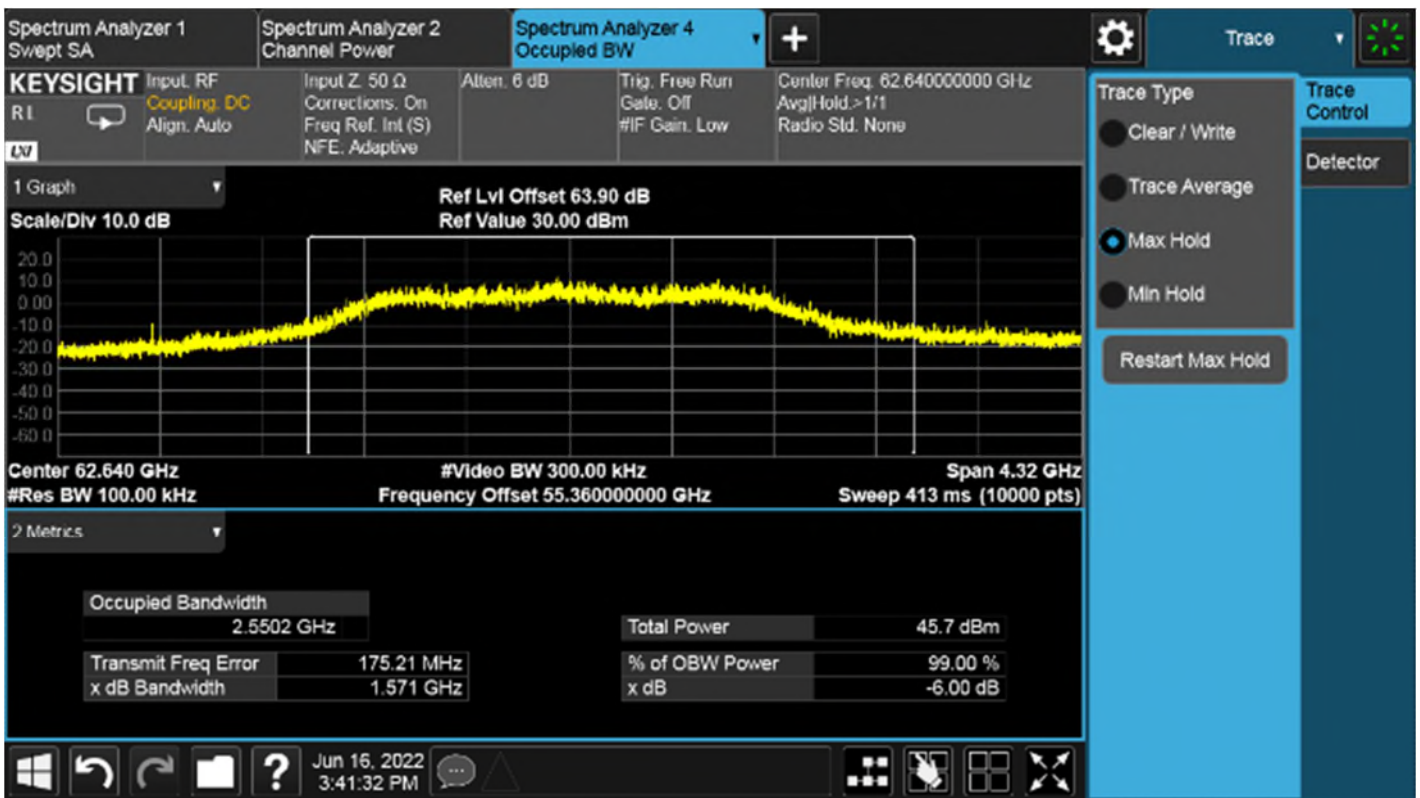 Spectrum Analyzer 1
Swept SA
Spectrum Analyzer 2
Channel Power
Spectrum Analyzer 4
Occupied BW
Trace
KEYSIGHT
Input. RF
Coupling. DC
Align. Auto
Input Z. 50 Ω
Corrections. On
Freq Ref. Int (S)
NFE. Adaptive
Atten. 6 dB
Trig. Free Run
Gate. Off
#IF Gain. Low
Center Freq. 62.640000000 GHz
Avg|Hold.>1/1
Radio Std. None
Trace Type
Clear / Write
Trace Average
Max Hold
Min Hold
Restart Max Hold
Trace
Control
Detector
1 Graph
Scale/Div 10.0 dB
Ref Lvl Offset 63.90 dB
Ref Value 30.00 dBm
20.0
10.0
0.00
-10.0
-20.0
-30.0
-40.0
-50.0
-60.0
Center 62.640 GHz
#Video BW 300.00 kHz
Span 4.32 GHz
#Res BW 100.00 kHz
Frequency Offset 55.360000000 GHz
Sweep 413 ms (10000 pts)
2 Metrics
Occupied Bandwidth
2.5502 GHz
Total Power 45.7 dBm
Transmit Freq Error 175.21 MHz
% of OBW Power 99.00 %
x dB Bandwidth 1.571 GHz
x dB -6.00 dB
?
Jun 16, 2022
3:41:32 PM